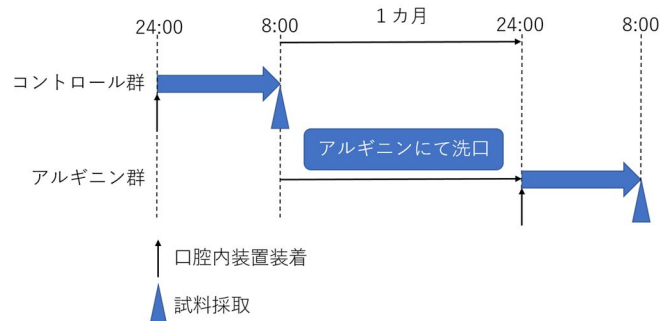 24:00
8:00
1カ月
24:00
8:00
コントロール群
アルギニンにて洗口
アルギニン群
口腔内装置装着
試料採取